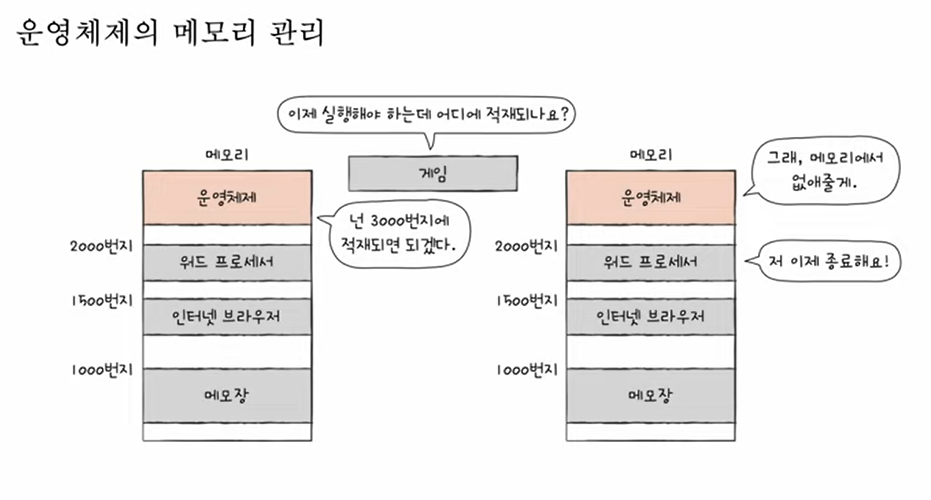 운영체제의 메모리 관리
이제 실행해야 하는데 어디에 적재되나요?
메모리
게임
운영체제
넌 3000번지에
적재되면 되겠다.
2000번지
워드 프로세서
1500번지
인터넷 브라우저
1000번지
메모장
메모리
그래, 메모리에서
없애줄게.
운영체제
2000번지
워드 프로세서
저 이제 종료해요!
1500번지
인터넷 브라우저
1000번지
메모장